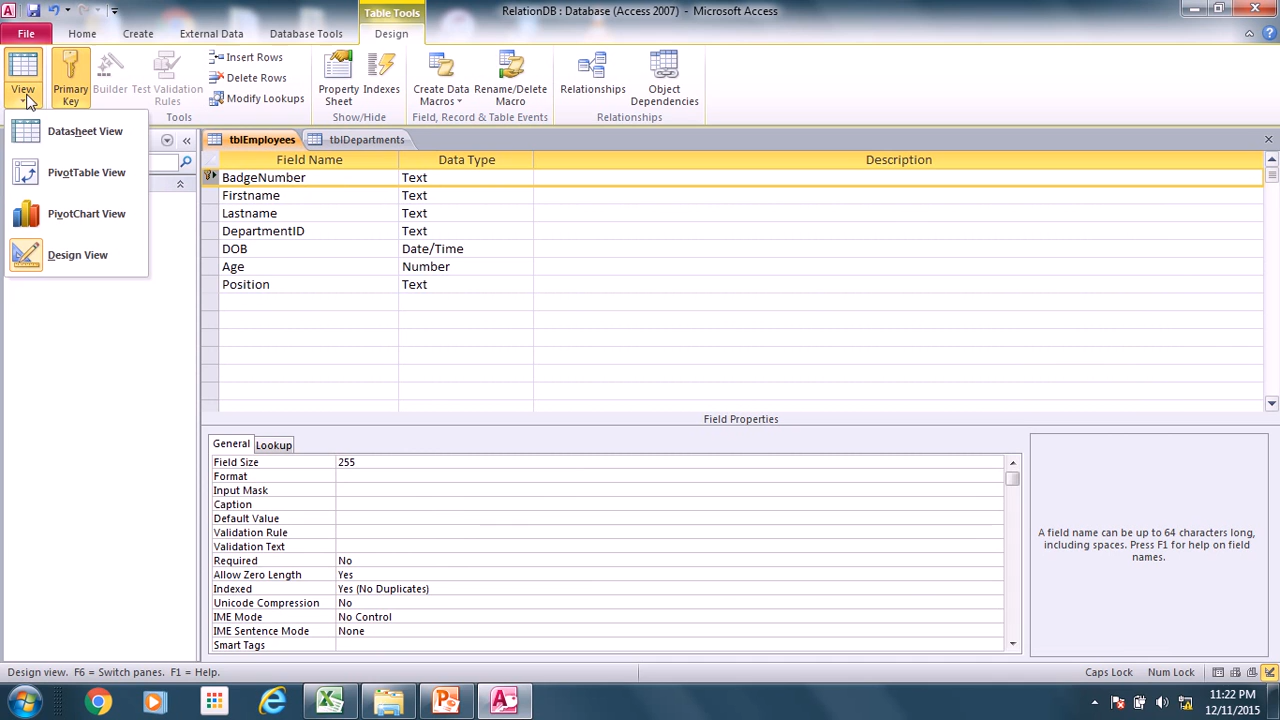 Table Tools
RelationDB : Database (Access 2007) - Microsoft Access
File Home Create External Data Database Tools Design
View
Primary Key
Builder
Test Validation Rules
Insert Rows
Delete Rows
Modify Lookups
Tools
Property Sheet
Indexes
Show/Hide
Create Data Macros
Rename/Delete Macro
Field, Record & Table Events
Relationships
Object Dependencies
Relationships
Datasheet View
PivotTable View
PivotChart View
Design View
tblEmployees tblDepartments
Field Name Data Type Description
BadgeNumber Text
Firstname Text
Lastname Text
DepartmentID Text
DOB Date/Time
Age Number
Position Text
Field Properties
General Lookup
Field Size 255
Format
Input Mask
Caption
Default Value
Validation Rule
Validation Text
Required No
Allow Zero Length Yes
Indexed Yes (No Duplicates)
Unicode Compression No
IME Mode No Control
IME Sentence Mode None
Smart Tags
A field name can be up to 64 characters long,
including spaces. Press F1 for help on field
names.
Design view. F6 = Switch panes. F1 = Help.
Caps Lock Num Lock
11:22 PM
12/11/2015